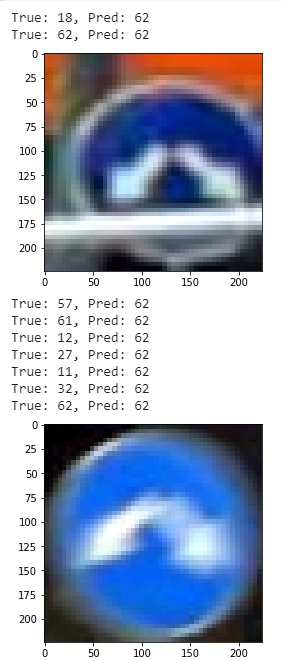 True: 18, Pred: 62
True: 62, Pred: 62
0
25
50
75
100
125
150
175
200
0 50 100 150 200
True: 57, Pred: 62
True: 61, Pred: 62
True: 12, Pred: 62
True: 27, Pred: 62
True: 11, Pred: 62
True: 32, Pred: 62
True: 62, Pred: 62
0
25
50
75
100
125
150
175
200
0 50 100 150 200